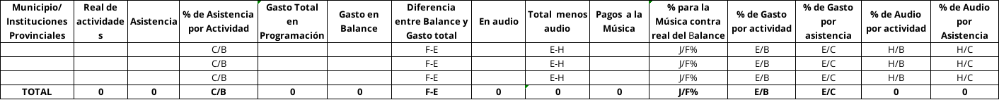 Municipio/ Instituciones Provinciales | Real de actividade s | Asistencia | % de Asistencia por Actividad | Gasto Total en Programación | Gasto en Balance | Diferencia entre Balance y Gasto total | En audio | Total menos audio | Pagos a la Música | % para la Música contra real del Balance | % de Gasto por actividad | % de Gasto por asistencia | % de Audio por actividad | % de Audio por Asistencia
C/B F-E E-H J/F% E/B E/C H/B H/C
C/B F-E E-H J/F% E/B E/C H/B H/C
C/B F-E E-H J/F% E/B E/C H/B H/C
TOTAL 0 0 C/B 0 0 F-E 0 0 0 J/F% E/B E/C 0 0